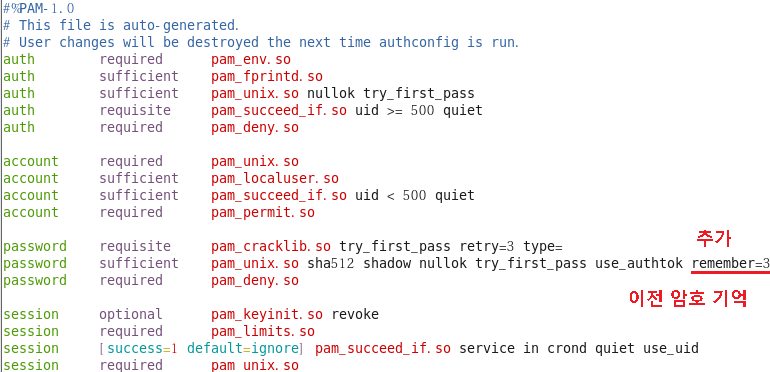 #%PAM-1.0
# This file is auto-generated.
# User changes will be destroyed the next time authconfig is run.
auth        required      pam_env.so
auth        sufficient    pam_fprintd.so
auth        sufficient    pam_unix.so nullok try_first_pass
auth        requisite     pam_succeed_if.so uid >= 500 quiet
auth        required      pam_deny.so

account     required      pam_unix.so
account     sufficient    pam_localuser.so
account     sufficient    pam_succeed_if.so uid < 500 quiet
account     required      pam_permit.so

추가
password    requisite     pam_cracklib.so try_first_pass retry=3 type=
password    sufficient    pam_unix.so sha512 shadow nullok try_first_pass use_authtok remember=3
password    required      pam_deny.so
이전 암호 기억

session     optional      pam_keyinit.so revoke
session     required      pam_limits.so
session     [success=1 default=ignore] pam_succeed_if.so service in crond quiet use_uid
session     required      pam_unix.so